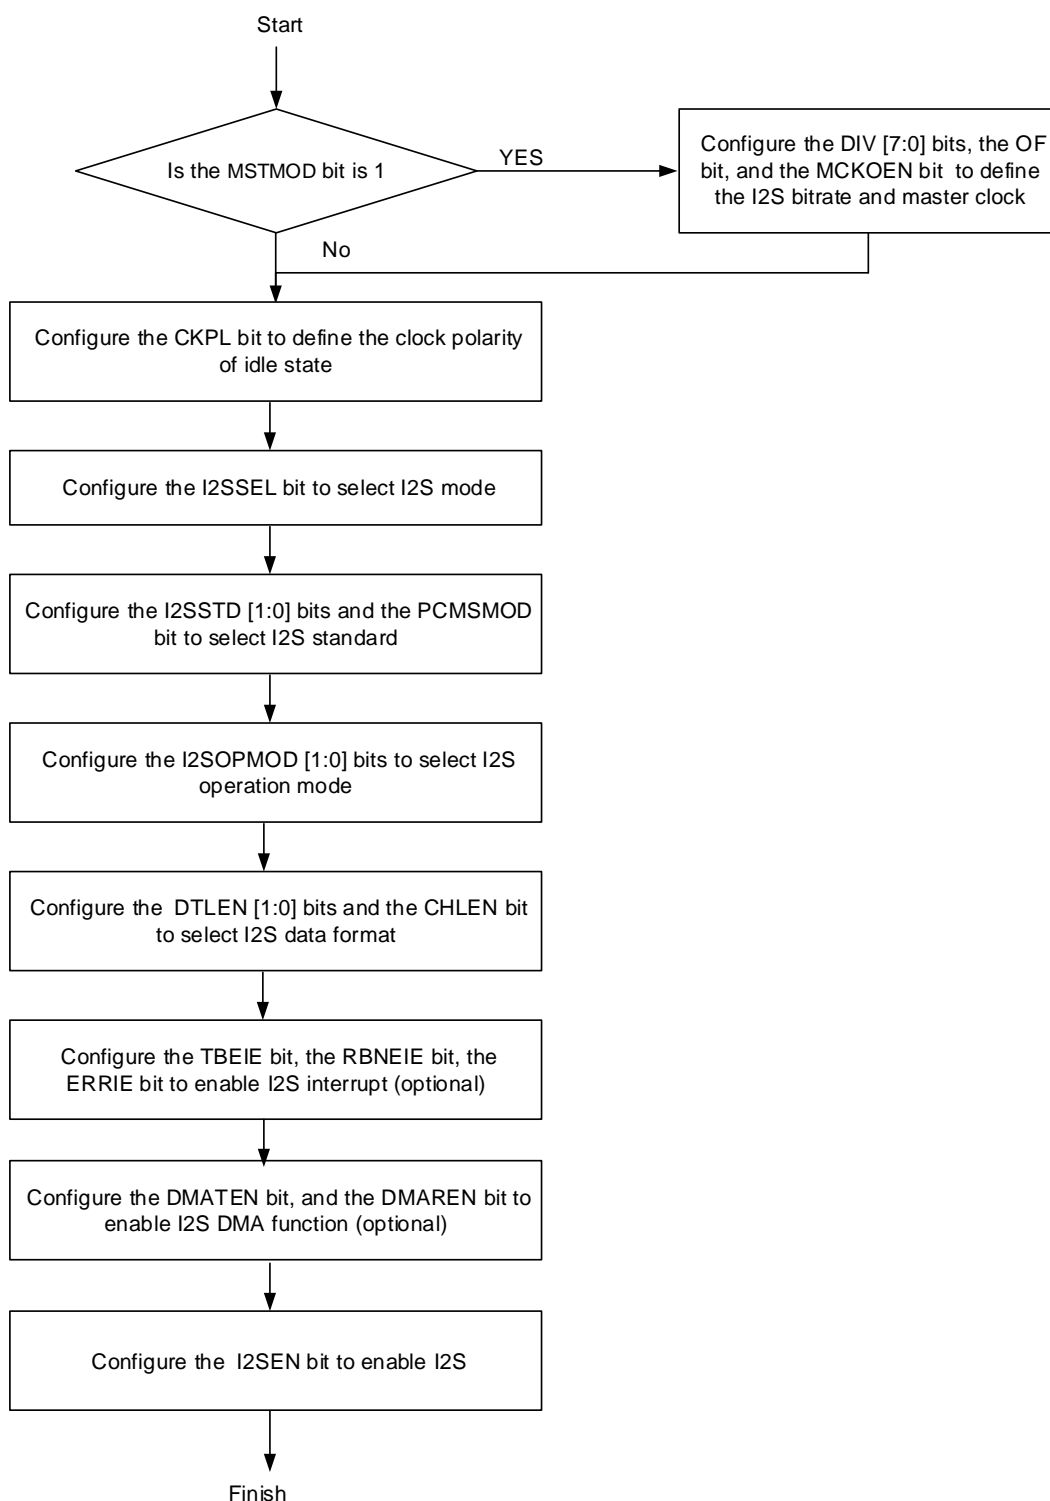 Start
Is the MSTMOD bit is 1
YES
Configure the DIV [7:0] bits, the OF
bit, and the MCKOEN bit to define
the I2S bitrate and master clock
No
Configure the CKPL bit to define the clock polarity
of idle state
Configure the I2SSEL bit to select I2S mode
Configure the I2SSTD [1:0] bits and the PCMSMOD
bit to select I2S standard
Configure the I2SOPMOD [1:0] bits to select I2S
operation mode
Configure the DTLEN [1:0] bits and the CHLEN bit
to select I2S data format
Configure the TBEIE bit, the RBNEIE bit, the
ERRIE bit to enable I2S interrupt (optional)
Configure the DMATEN bit, and the DMAREN bit to
enable I2S DMA function (optional)
Configure the I2SEN bit to enable I2S
Finish